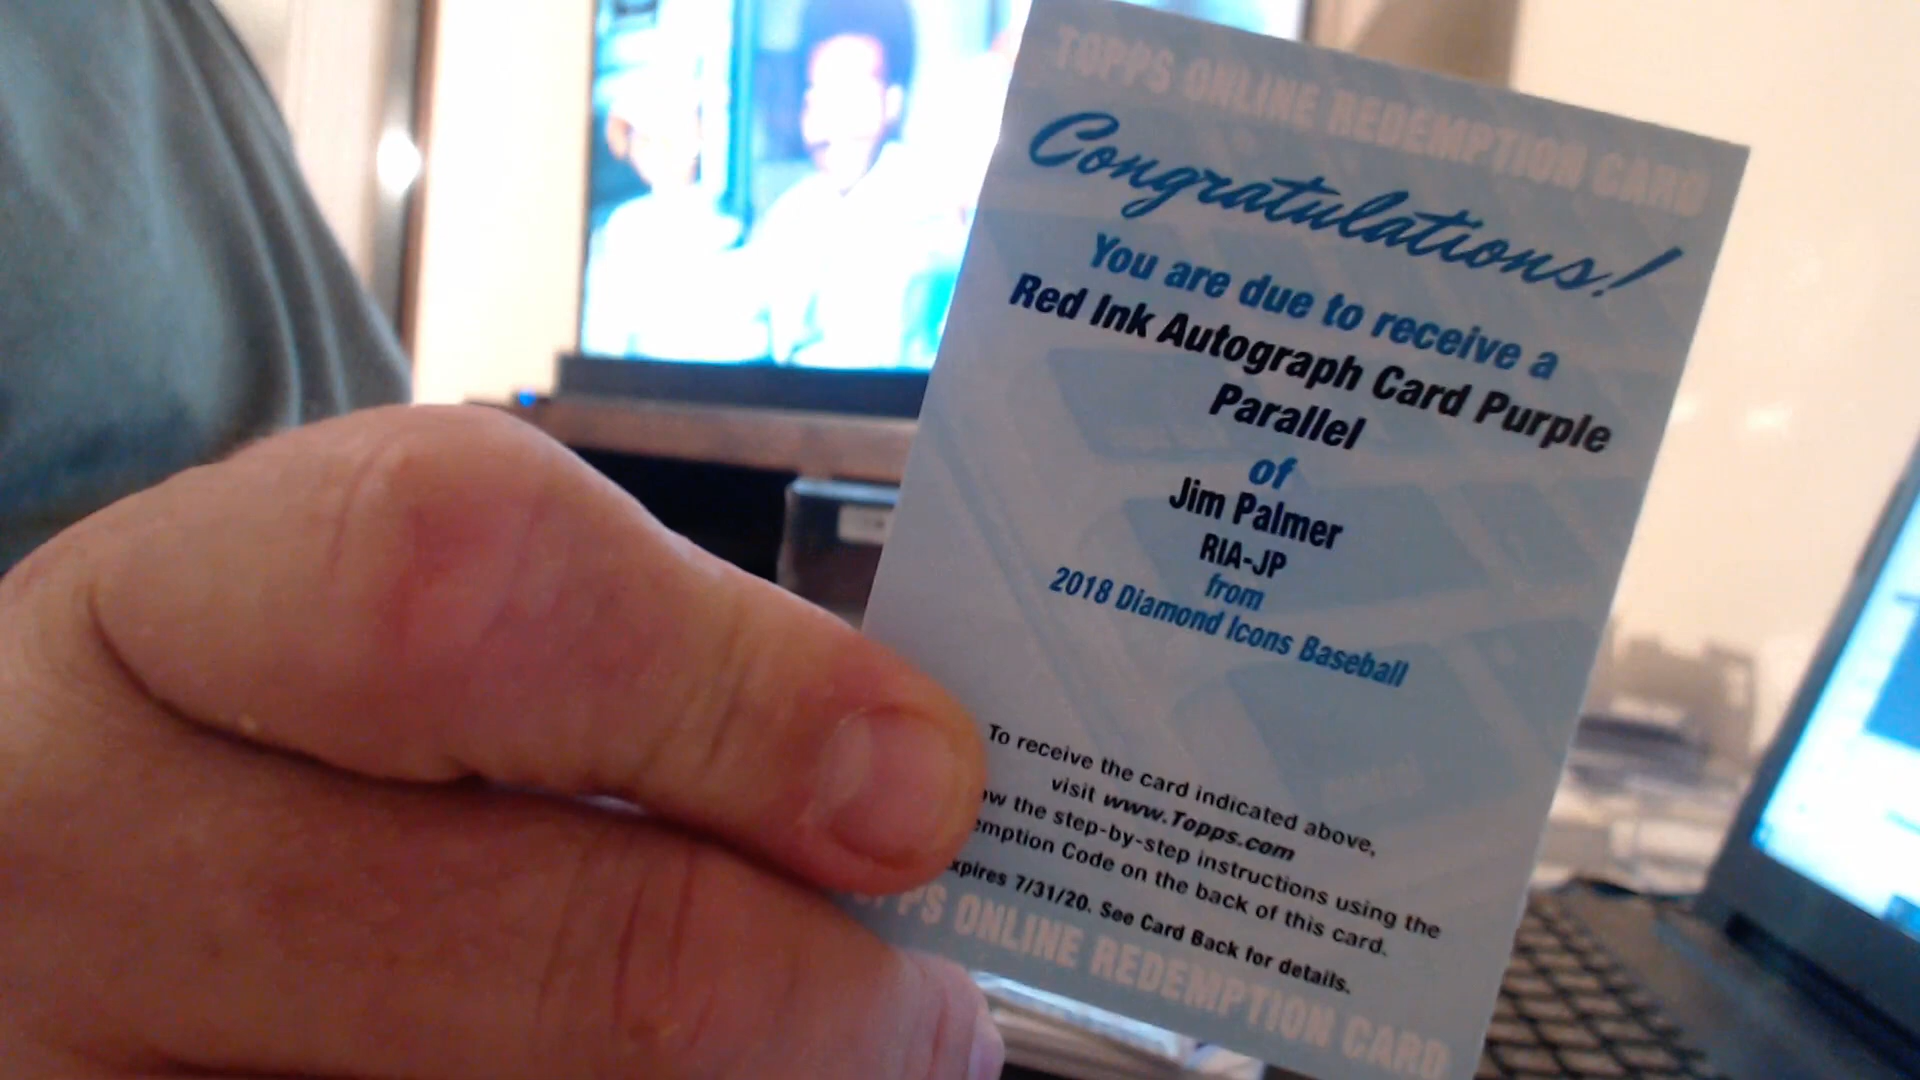 TOPPS ONLINE REDEMPTION CARD
Congratulations!
You are due to receive a
Red Ink Autograph Card Purple
Parallel
of
Jim Palmer
RIA-JP
from
2018 Diamond Icons Baseball
To receive the card indicated above,
visit www.Topps.com
the step-by-step instructions using the
Code on the back of this card.
7/31/20. See Card Back for details.
ONLINE REDEMPTION CARD